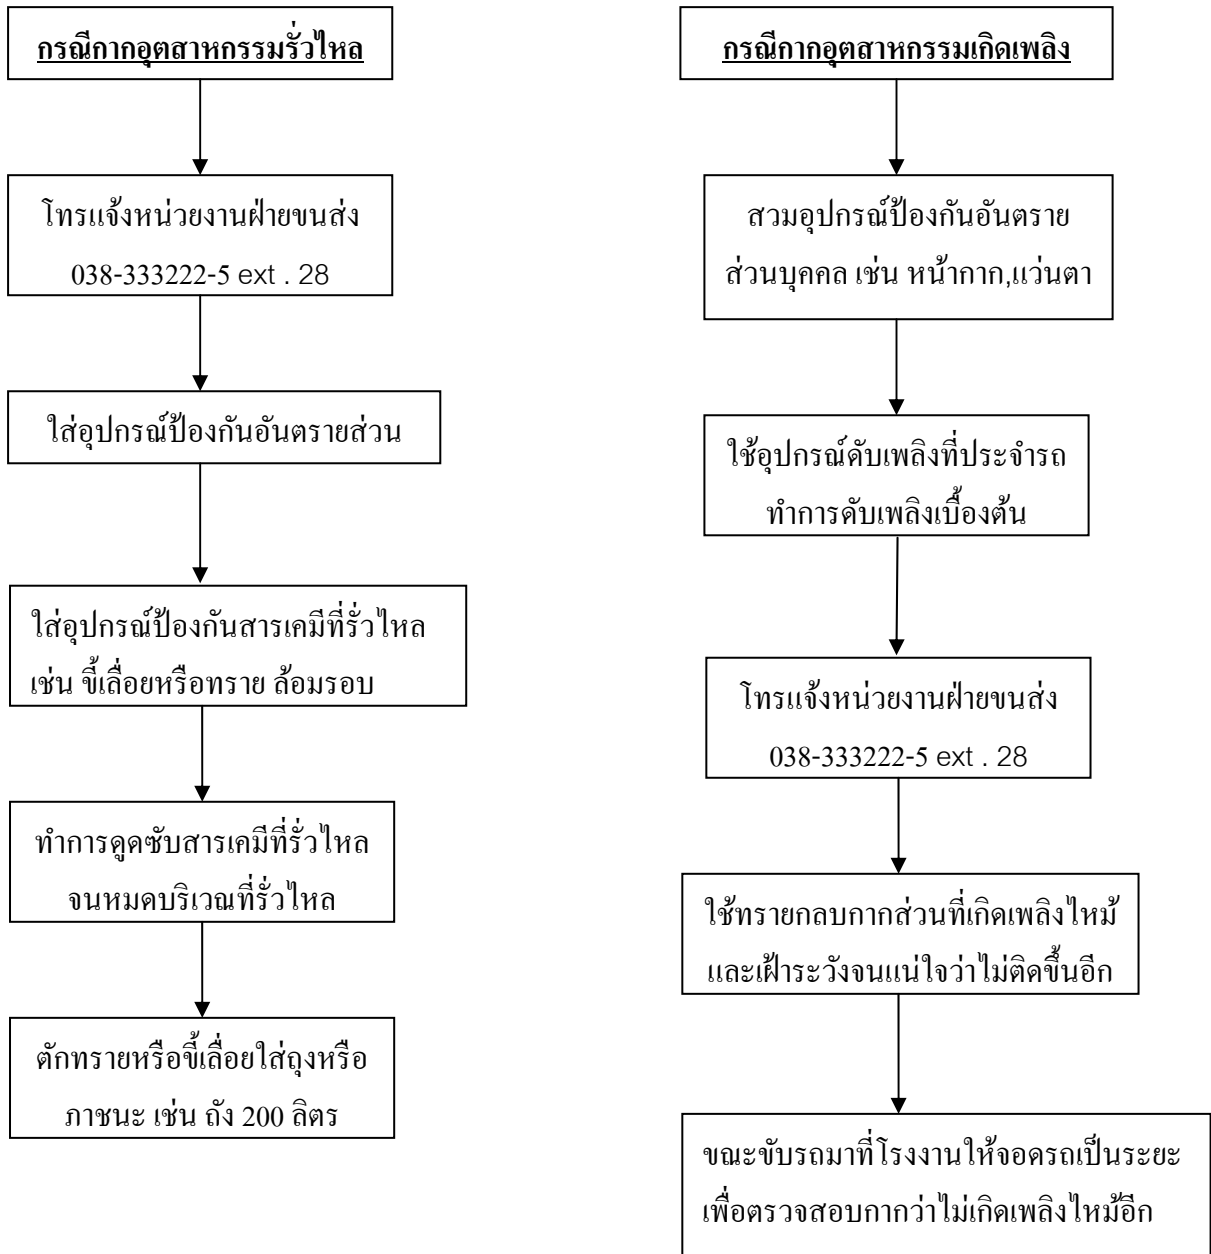 กรณีกากอุตสาหกรรมรั่วไหล
โทรแจ้งหน่วยงานฝ่ายขนส่ง
038-333222-5 ext . 28
ใส่อุปกรณ์ป้องกันอันตรายส่วน
ใส่อุปกรณ์ป้องกันสารเคมีที่รั่วไหล
เช่น ขี้เลื่อยหรือทราย ล้อมรอบ
ทำการดูดซับสารเคมีที่รั่วไหล
จนหมดบริเวณที่รั่วไหล
ตักทรายหรือขี้เลื่อยใส่ถุงหรือ
ภาชนะ เช่น ถัง 200 ลิตร
กรณีกากอุตสาหกรรมเกิดเพลิง
สวมอุปกรณ์ป้องกันอันตราย
ส่วนบุคคล เช่น หน้ากาก,แว่นตา
ใช้อุปกรณ์ดับเพลิงที่ประจำรถ
ทำการดับเพลิงเบื้องต้น
โทรแจ้งหน่วยงานฝ่ายขนส่ง
038-333222-5 ext . 28
ใช้ทรายกลบกากส่วนที่เกิดเพลิงไหม้
และเฝ้าระวังจนแน่ใจว่าไม่ติดขึ้นอีก
ขณะขับรถมาที่โรงงานให้จอดรถเป็นระยะ
เพื่อตรวจสอบกากว่าไม่เกิดเพลิงไหม้อีก